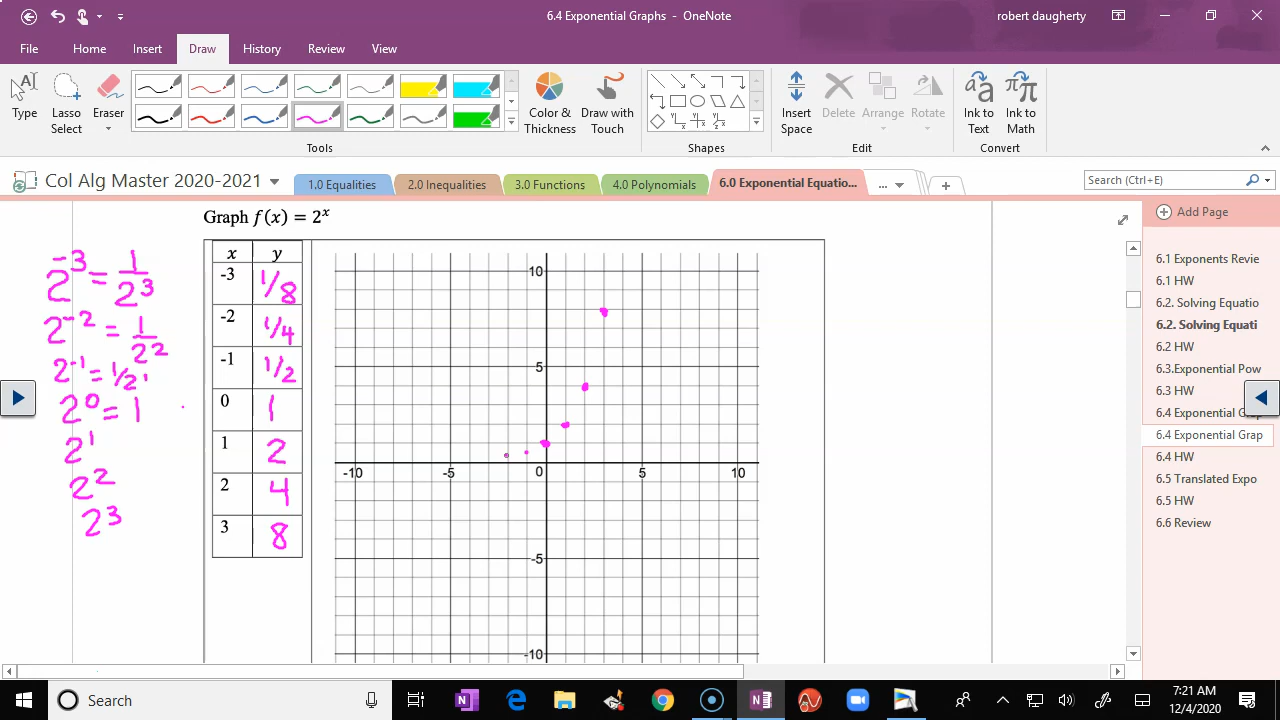 6.4 Exponential Graphs - OneNote
robert daugherty
File Home Insert Draw History Review View
Type
Lasso Select
Eraser
Color & Thickness
Draw with Touch
Insert Space
Delete
Arrange
Rotate
Ink to Text
Ink to Math
Tools
Shapes
Edit
Convert
Col Alg Master 2020-2021
1.0 Equalities
2.0 Inequalities
3.0 Functions
4.0 Polynomials
6.0 Exponential Equatio...
...
Search (Ctrl+E)
Add Page
6.1 Exponents Revie
6.1 HW
6.2. Solving Equatio
6.2. Solving Equati
6.2 HW
6.3.Exponential Pow
6.3 HW
6.4 Exponential Grap
6.4 Exponential Grap
6.4 HW
6.5 Translated Expo
6.5 HW
6.6 Review
Graph f(x) = 2^x
2^-3 = 1/2^3
2^-2 = 1/2^2
2^-1 = 1/2^1
2^0 = 1
2^1
2^2
2^3
x y
-3 1/8
-2 1/4
-1 1/2
0 1
1 2
2 4
3 8
10
5
-10 -5 0 5 10
-5
-10
Search
7:21 AM
12/4/2020